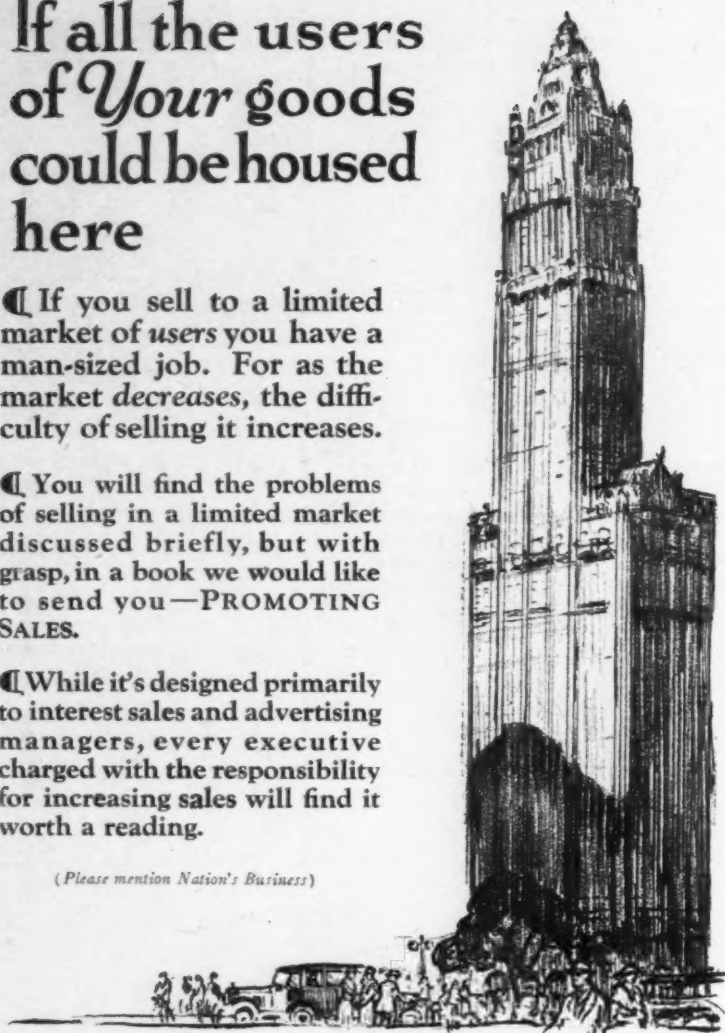 If all the users
of Your goods
could be housed
here
¶ If you sell to a limited
market of users you have a
man-sized job. For as the
market decreases, the diffi-
culty of selling it increases.
¶ You will find the problems
of selling in a limited market
discussed briefly, but with
grasp, in a book we would like
to send you—PROMOTING
SALES.
¶ While it's designed primarily
to interest sales and advertising
managers, every executive
charged with the responsibility
for increasing sales will find it
worth a reading.
(Please mention Nation's Business)